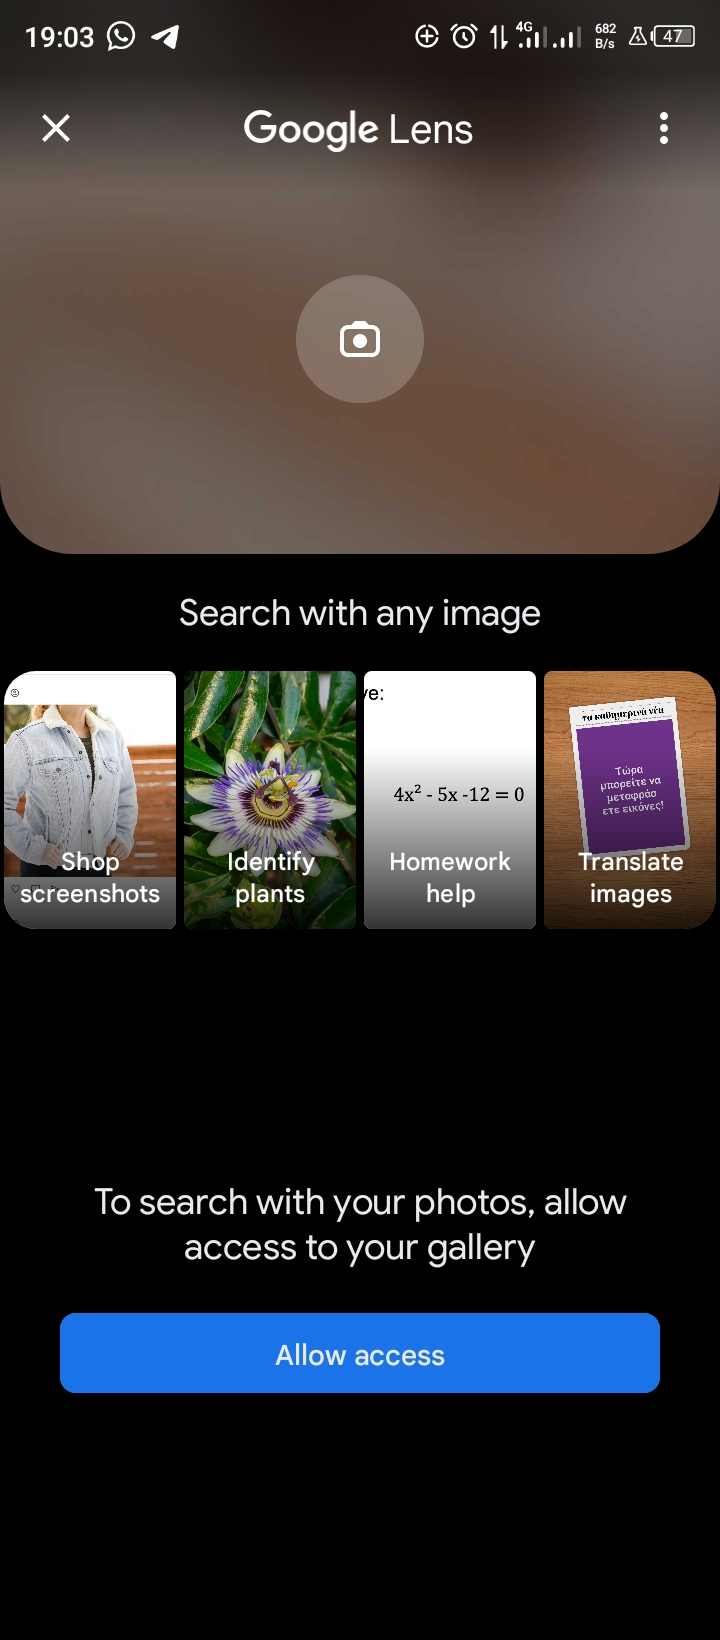 19:03
4G
682
B/s
47
Google Lens
Search with any image
Shop
screenshots
Identify
plants
ve:
4x² - 5x -12 = 0
Homework
help
τα καθημερινά νέα
Τώρα
μπορείτε να
μεταφράσ
ετε εικόνες!
Translate
images
To search with your photos, allow
access to your gallery
Allow access